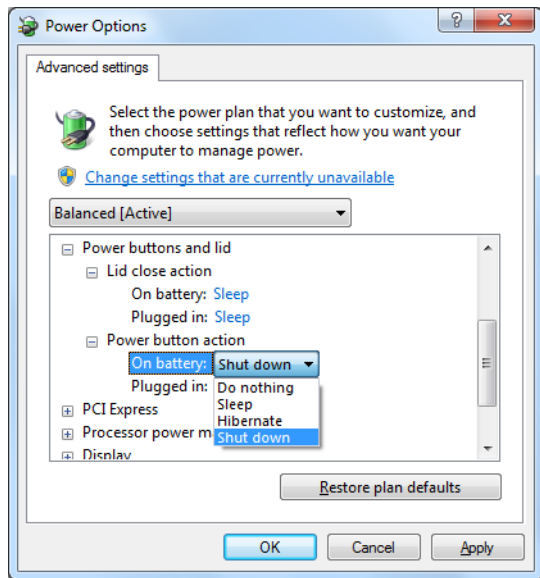 Power Options
Advanced settings
Select the power plan that you want to customize, and
then choose settings that reflect how you want your
computer to manage power.
Change settings that are currently unavailable
Balanced [Active]
Power buttons and lid
Lid close action
On battery: Sleep
Plugged in: Sleep
Power button action
On battery: Shut down
Plugged in:
Do nothing
Sleep
Hibernate
Shut down
PCI Express
Processor power m
Display
Restore plan defaults
OK Cancel Apply